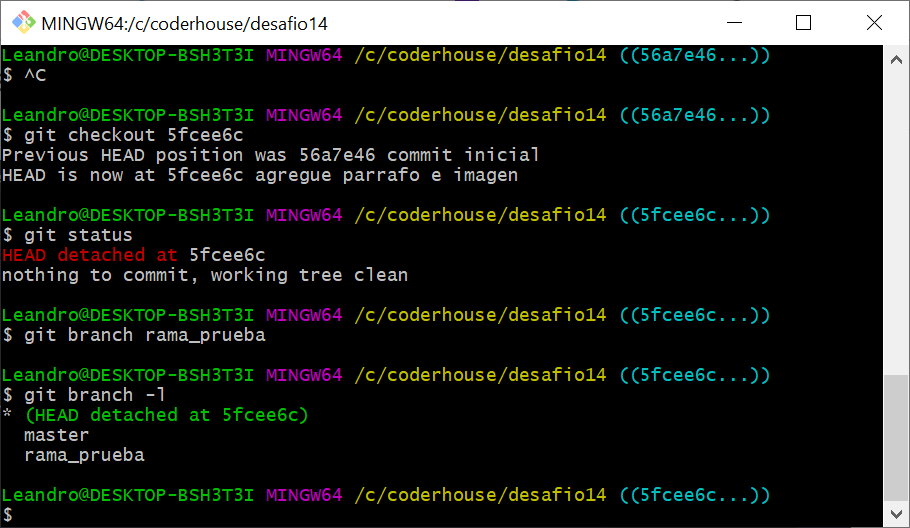 MINGW64:/c/coderhouse/desafio14
Leandro@DESKTOP-BSH3T3I MINGW64 /c/coderhouse/desafio14 ((56a7e46...))
$ ^C
Leandro@DESKTOP-BSH3T3I MINGW64 /c/coderhouse/desafio14 ((56a7e46...))
$ git checkout 5fcee6c
Previous HEAD position was 56a7e46 commit inicial
HEAD is now at 5fcee6c agregue parrafo e imagen
Leandro@DESKTOP-BSH3T3I MINGW64 /c/coderhouse/desafio14 ((5fcee6c...))
$ git status
HEAD detached at 5fcee6c
nothing to commit, working tree clean
Leandro@DESKTOP-BSH3T3I MINGW64 /c/coderhouse/desafio14 ((5fcee6c...))
$ git branch rama_prueba
Leandro@DESKTOP-BSH3T3I MINGW64 /c/coderhouse/desafio14 ((5fcee6c...))
$ git branch -l
* (HEAD detached at 5fcee6c)
  master
  rama_prueba
Leandro@DESKTOP-BSH3T3I MINGW64 /c/coderhouse/desafio14 ((5fcee6c...))
$